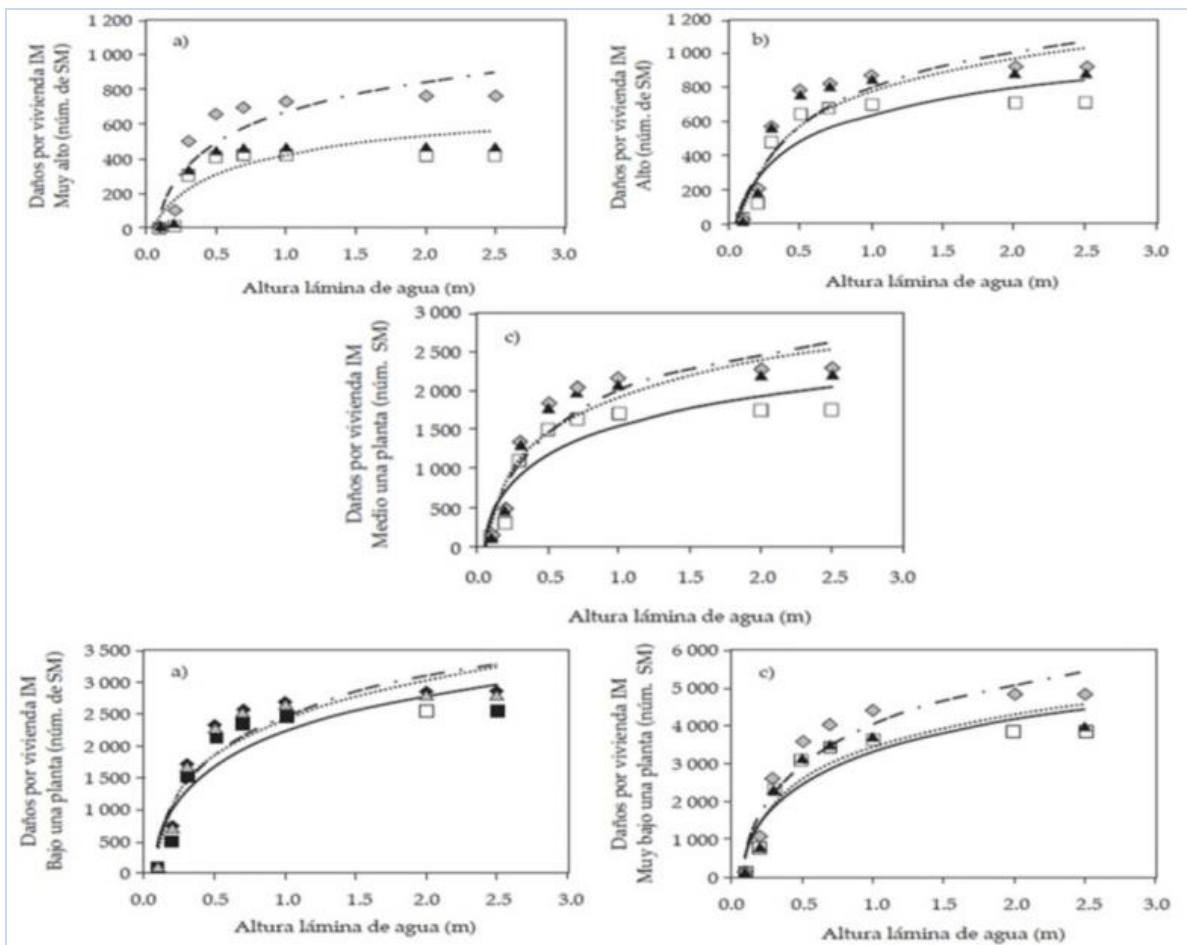 a)
Daños por vivienda IM
Muy alto (núm. de SM)
1 200
1 000
800
600
400
200
0
0.0 0.5 1.0 1.5 2.0 2.5 3.0
Altura lámina de agua (m)
b)
Daños por vivienda IM
Alto (núm. de SM)
1 200
1 000
800
600
400
200
0
0.0 0.5 1.0 1.5 2.0 2.5 3.0
Altura lámina de agua (m)
c)
Daños por vivienda IM
Medio una planta (núm. SM)
3 000
2 500
2 000
1 500
1 000
500
0
0.0 0.5 1.0 1.5 2.0 2.5 3.0
Altura lámina de agua (m)
a)
Daños por vivienda IM
Bajo una planta (núm. de SM)
3 500
3 000
2 500
2 000
1 500
1 000
500
0
0.0 0.5 1.0 1.5 2.0 2.5 3.0
Altura lámina de agua (m)
c)
Daños por vivienda IM
Muy bajo una planta (núm. SM)
6 000
5 000
4 000
3 000
2 000
1 000
0
0.0 0.5 1.0 1.5 2.0 2.5 3.0
Altura lámina de agua (m)